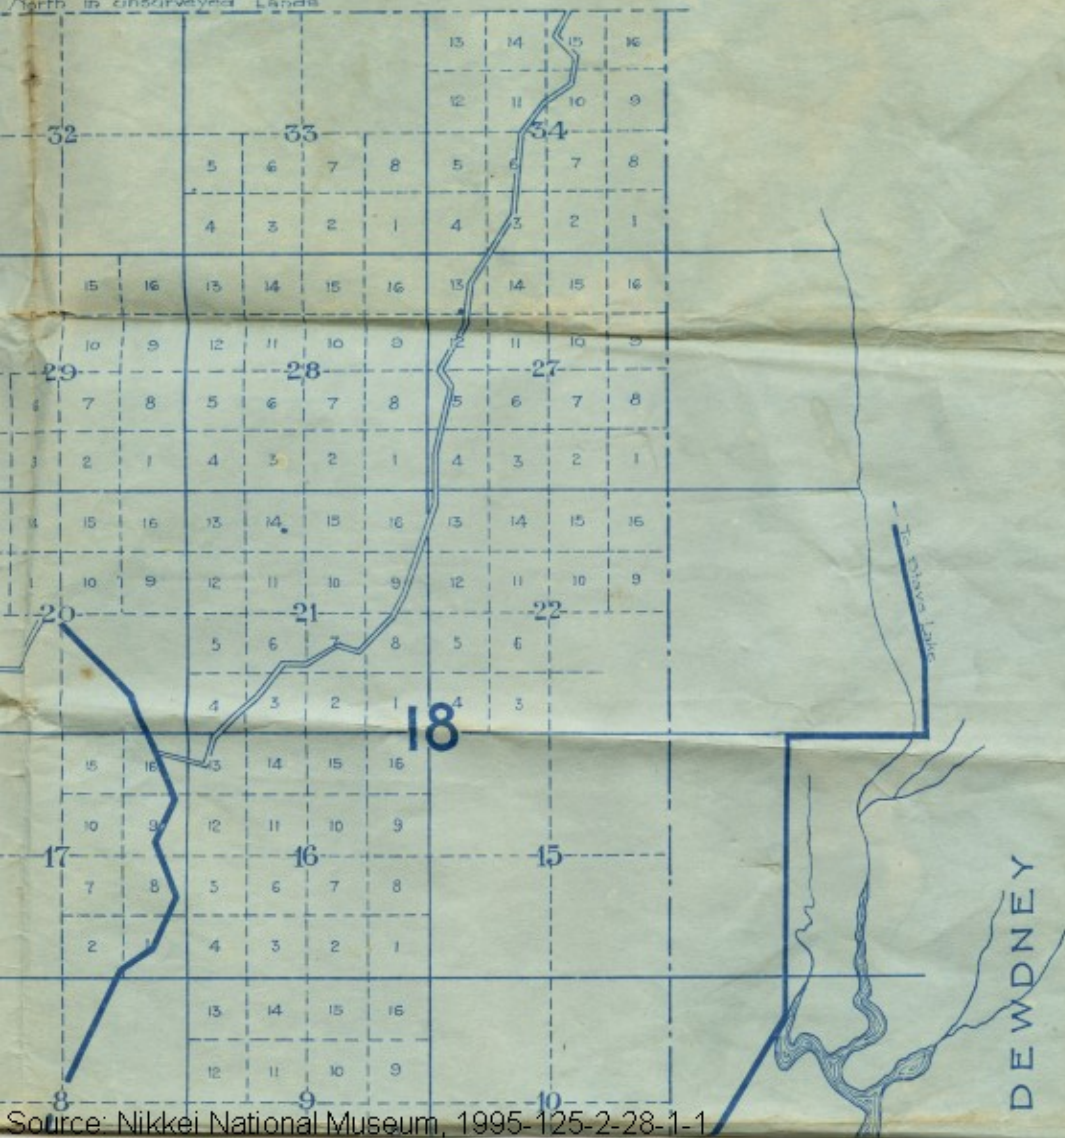 North in Unsurveyed Lands
13 14 15 16
12 11 10 9
32 33 34
5 6 7 8 5 6 7 8
4 3 2 1 4 3 2 1
15 16 13 14 15 16 13 14 15 16
10 9 12 11 10 9 12 11 10 9
29 28 27
6 7 8 5 6 7 8 5 6 7 8
3 2 1 4 3 2 1 4 3 2 1
15 16 13 14 15 16 13 14 15 16
To Stave Lake
10 9 12 11 10 9 12 11 10 9
20 21 22
5 6 7 8 5 6
4 3 2 1 4 3
18
15 16 13 14 15 16
10 9 12 11 10 9
17 16 15
7 8 5 6 7 8
2 1 4 3 2 1
DEWDNEY
13 14 15 16
12 11 10 9
8 9 10
Source: Nikkei National Museum, 1995-125-2-28-1-1